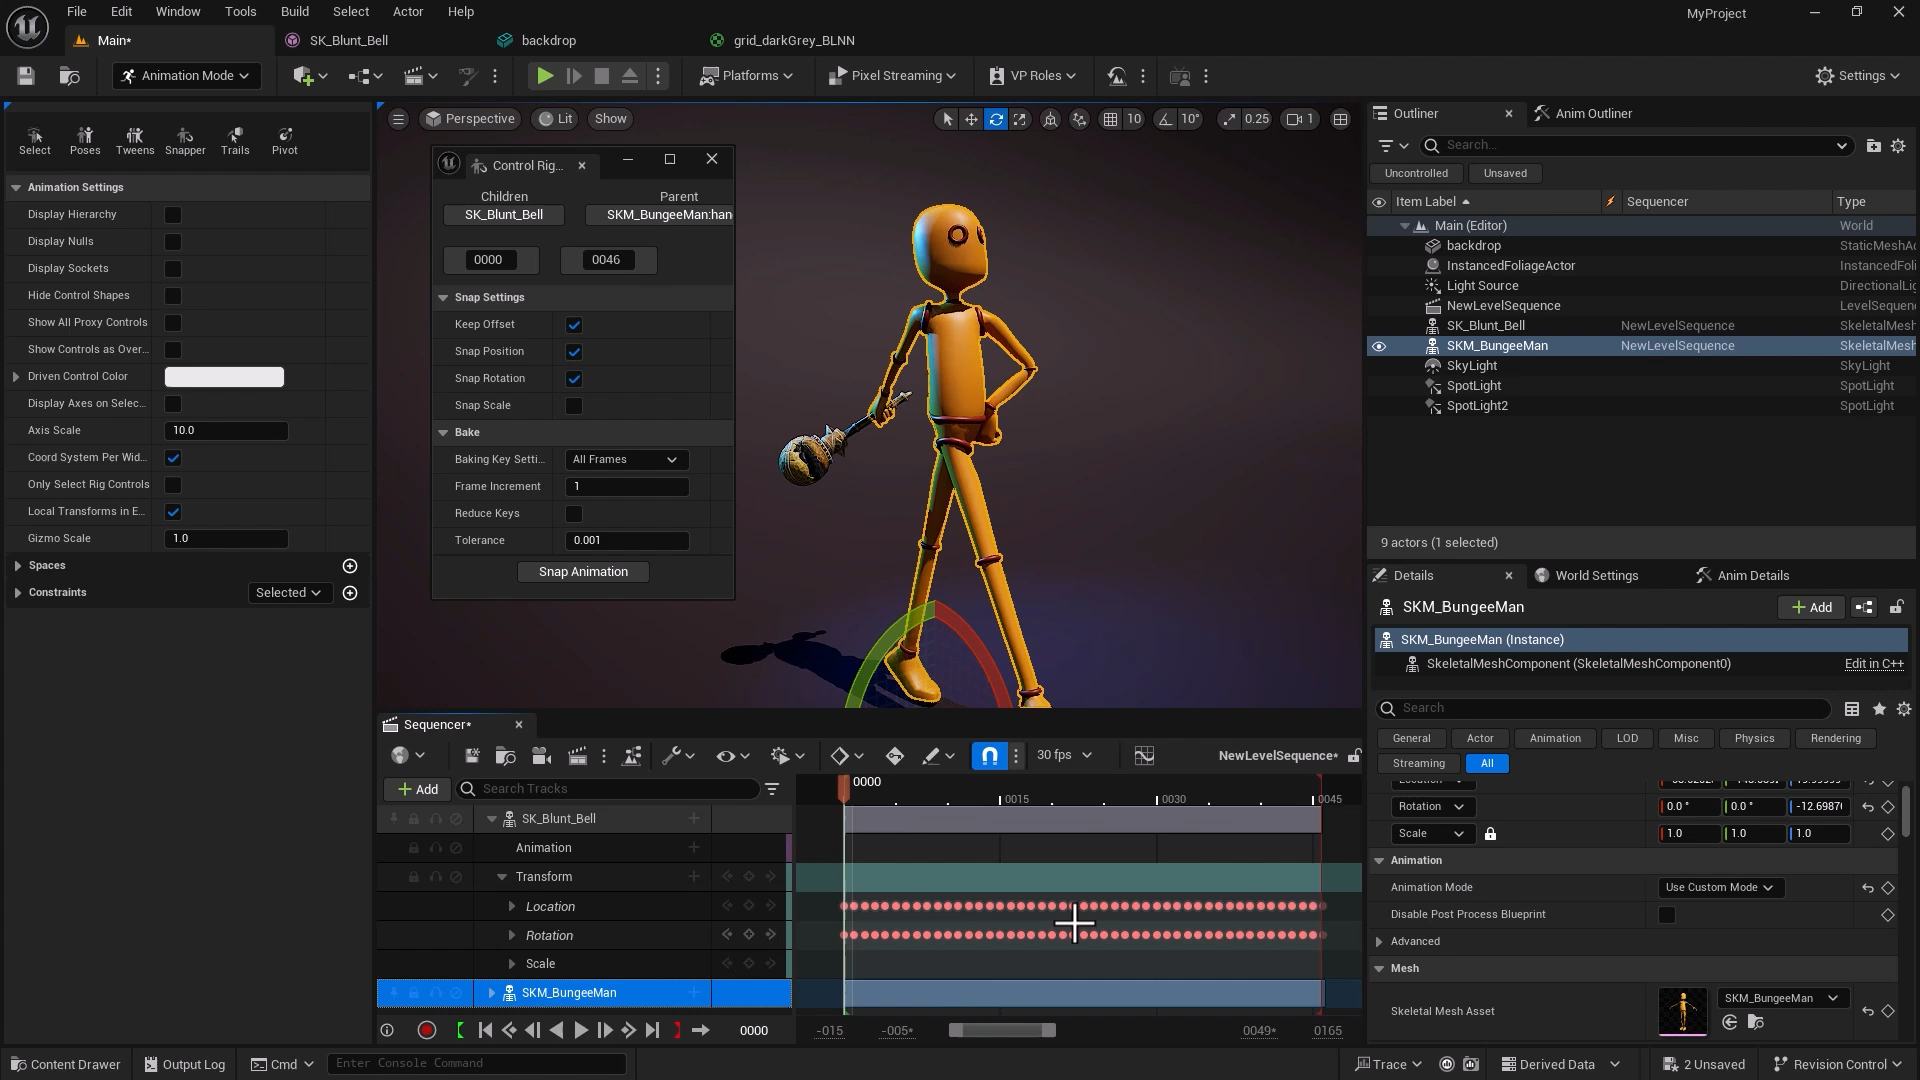 File Edit Window Tools Build Select Actor Help
MyProject
Main* SK_Blunt_Bell backdrop grid_darkGrey_BLNN
Animation Mode Platforms Pixel Streaming VP Roles Settings
Select Poses Tweens Snapper Trails Pivot
Animation Settings
Display Hierarchy
Display Nulls
Display Sockets
Hide Control Shapes
Show All Proxy Controls
Show Controls as Over...
Driven Control Color
Display Axes on Selec...
Axis Scale 10.0
Coord System Per Wid...
Only Select Rig Controls
Local Transforms in E...
Gizmo Scale 1.0
Spaces
Constraints Selected
Perspective Lit Show 10 10° 0.25 1
Control Rig...
Children Parent
SK_Blunt_Bell SKM_BungeeMan:han
0000 0046
Snap Settings
Keep Offset
Snap Position
Snap Rotation
Snap Scale
Bake
Baking Key Setti... All Frames
Frame Increment 1
Reduce Keys
Tolerance 0.001
Snap Animation
Outliner Anim Outliner
Search...
Uncontrolled Unsaved
Item Label Sequencer Type
Main (Editor) World
backdrop StaticMeshAc
InstancedFoliageActor InstancedFoli
Light Source DirectionalLig
NewLevelSequence LevelSequenc
SK_Blunt_Bell NewLevelSequence SkeletalMesh
SKM_BungeeMan NewLevelSequence SkeletalMesh
SkyLight SkyLight
SpotLight SpotLight
SpotLight2 SpotLight
9 actors (1 selected)
Details World Settings Anim Details
SKM_BungeeMan Add
SKM_BungeeMan (Instance)
SkeletalMeshComponent (SkeletalMeshComponent0) Edit in C++
Search
General Actor Animation LOD Misc Physics Rendering
Streaming All
Rotation 0.0 ° 0.0 ° -12.6987
Scale 1.0 1.0 1.0
Animation
Animation Mode Use Custom Mode
Disable Post Process Blueprint
Advanced
Mesh
Skeletal Mesh Asset SKM_BungeeMan
Sequencer*
30 fps NewLevelSequence*
Add Search Tracks
0000
0015 0030 0045
SK_Blunt_Bell
Animation
Transform
Location
Rotation
Scale
SKM_BungeeMan
0000 -015 -005* 0049* 0165
Content Drawer Output Log Cmd Enter Console Command Trace Derived Data 2 Unsaved Revision Control